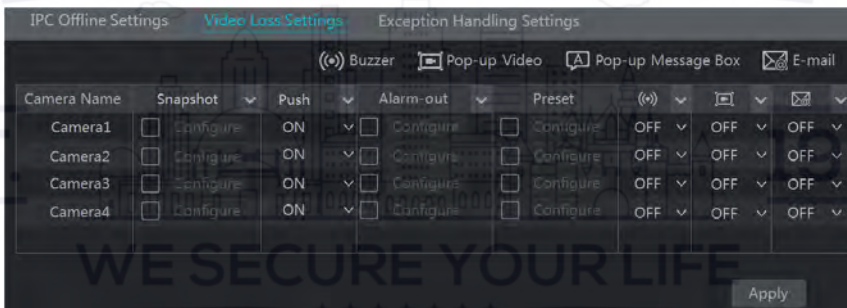 IPC Offline Settings Video Loss Settings Exception Handling Settings
Buzzer Pop-up Video A Pop-up Message Box E-mail
Camera Name Snapshot Push Alarm-out Preset
Camera1 Configure ON Configure Configure OFF OFF OFF
Camera2 Configure ON Configure Configure OFF OFF OFF
Camera3 Configure ON Configure Configure OFF OFF OFF
Camera4 Configure ON Configure Configure OFF OFF OFF
WE SECURE YOUR LIFE
Apply